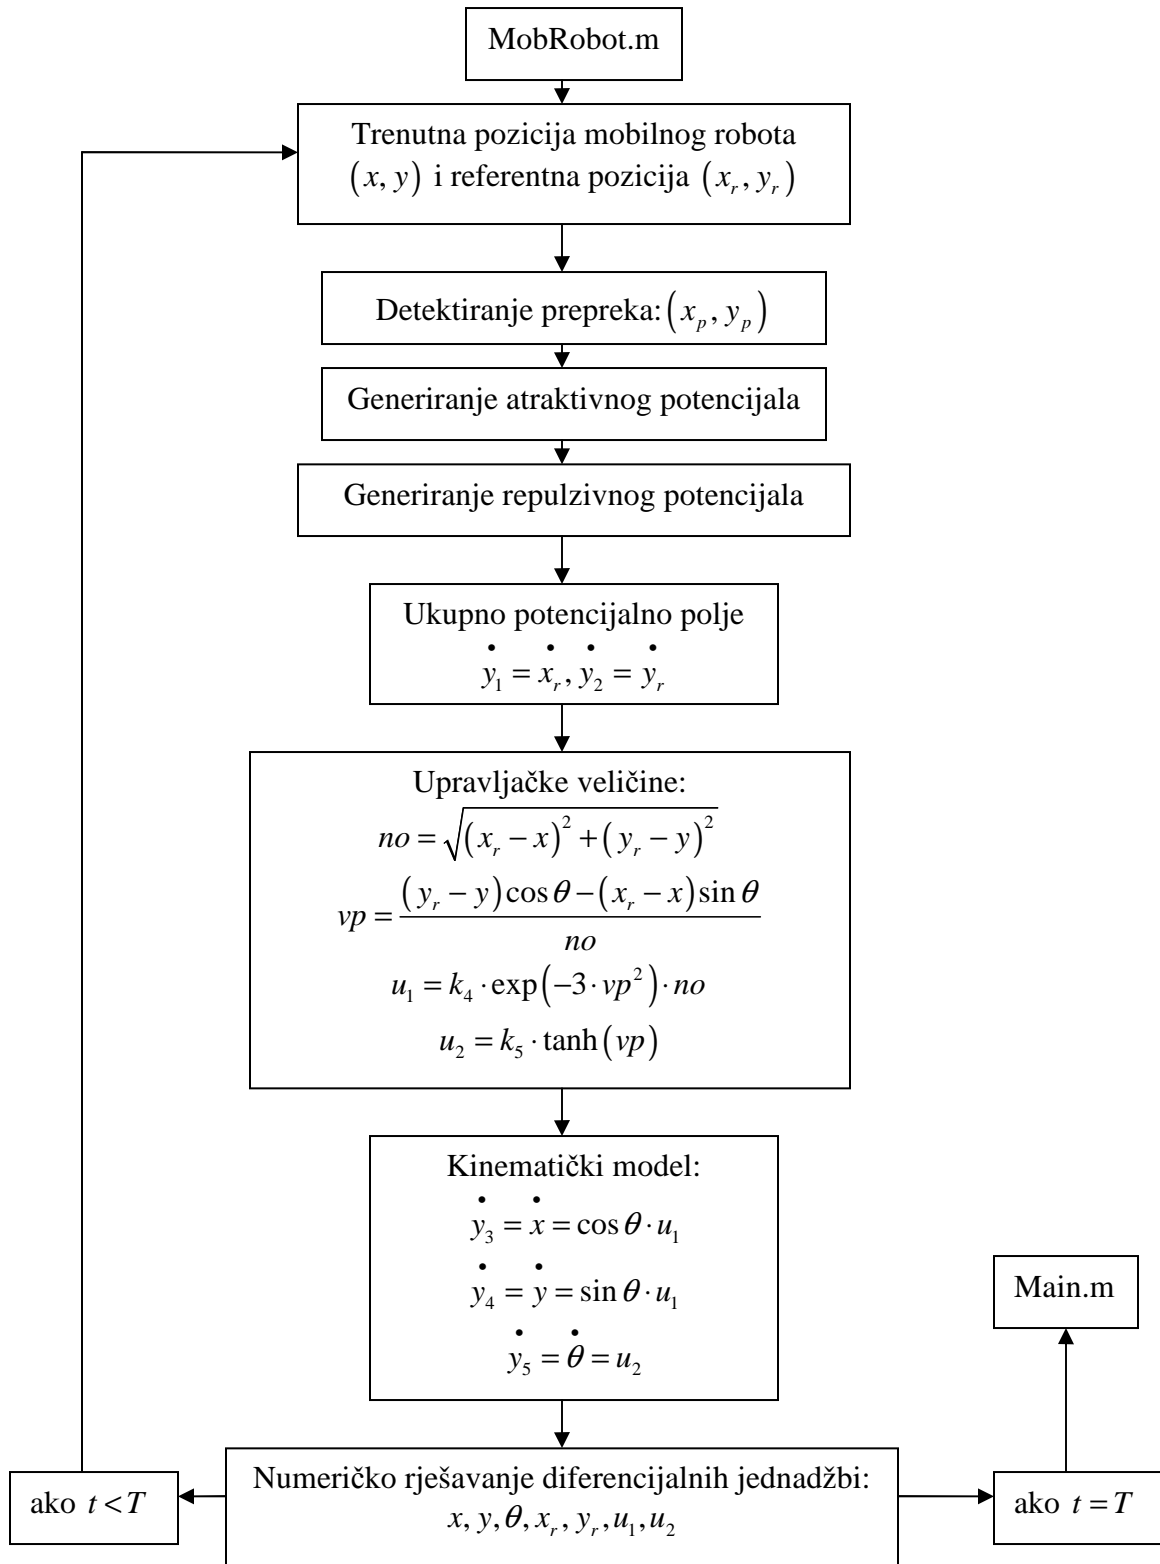 MobRobot.m
Trenutna pozicija mobilnog robota
(x, y) i referentna pozicija (x_r, y_r)
Detektiranje prepreka: (x_p, y_p)
Generiranje atraktivnog potencijala
Generiranje repulzivnog potencijala
Ukupno potencijalno polje
ẏ_1 = ẋ_r, ẏ_2 = ẏ_r
Upravljačke veličine:
no = √((x_r − x)^2 + (y_r − y)^2)
vp = ((y_r − y) cos θ − (x_r − x) sin θ) / no
u_1 = k_4 · exp(−3 · vp^2) · no
u_2 = k_5 · tanh(vp)
Kinematički model:
ẏ_3 = ẋ = cos θ · u_1
ẏ_4 = ẏ = sin θ · u_1
ẏ_5 = θ̇ = u_2
Main.m
Numeričko rješavanje diferencijalnih jednadžbi:
x, y, θ, x_r, y_r, u_1, u_2
ako t < T
ako t = T